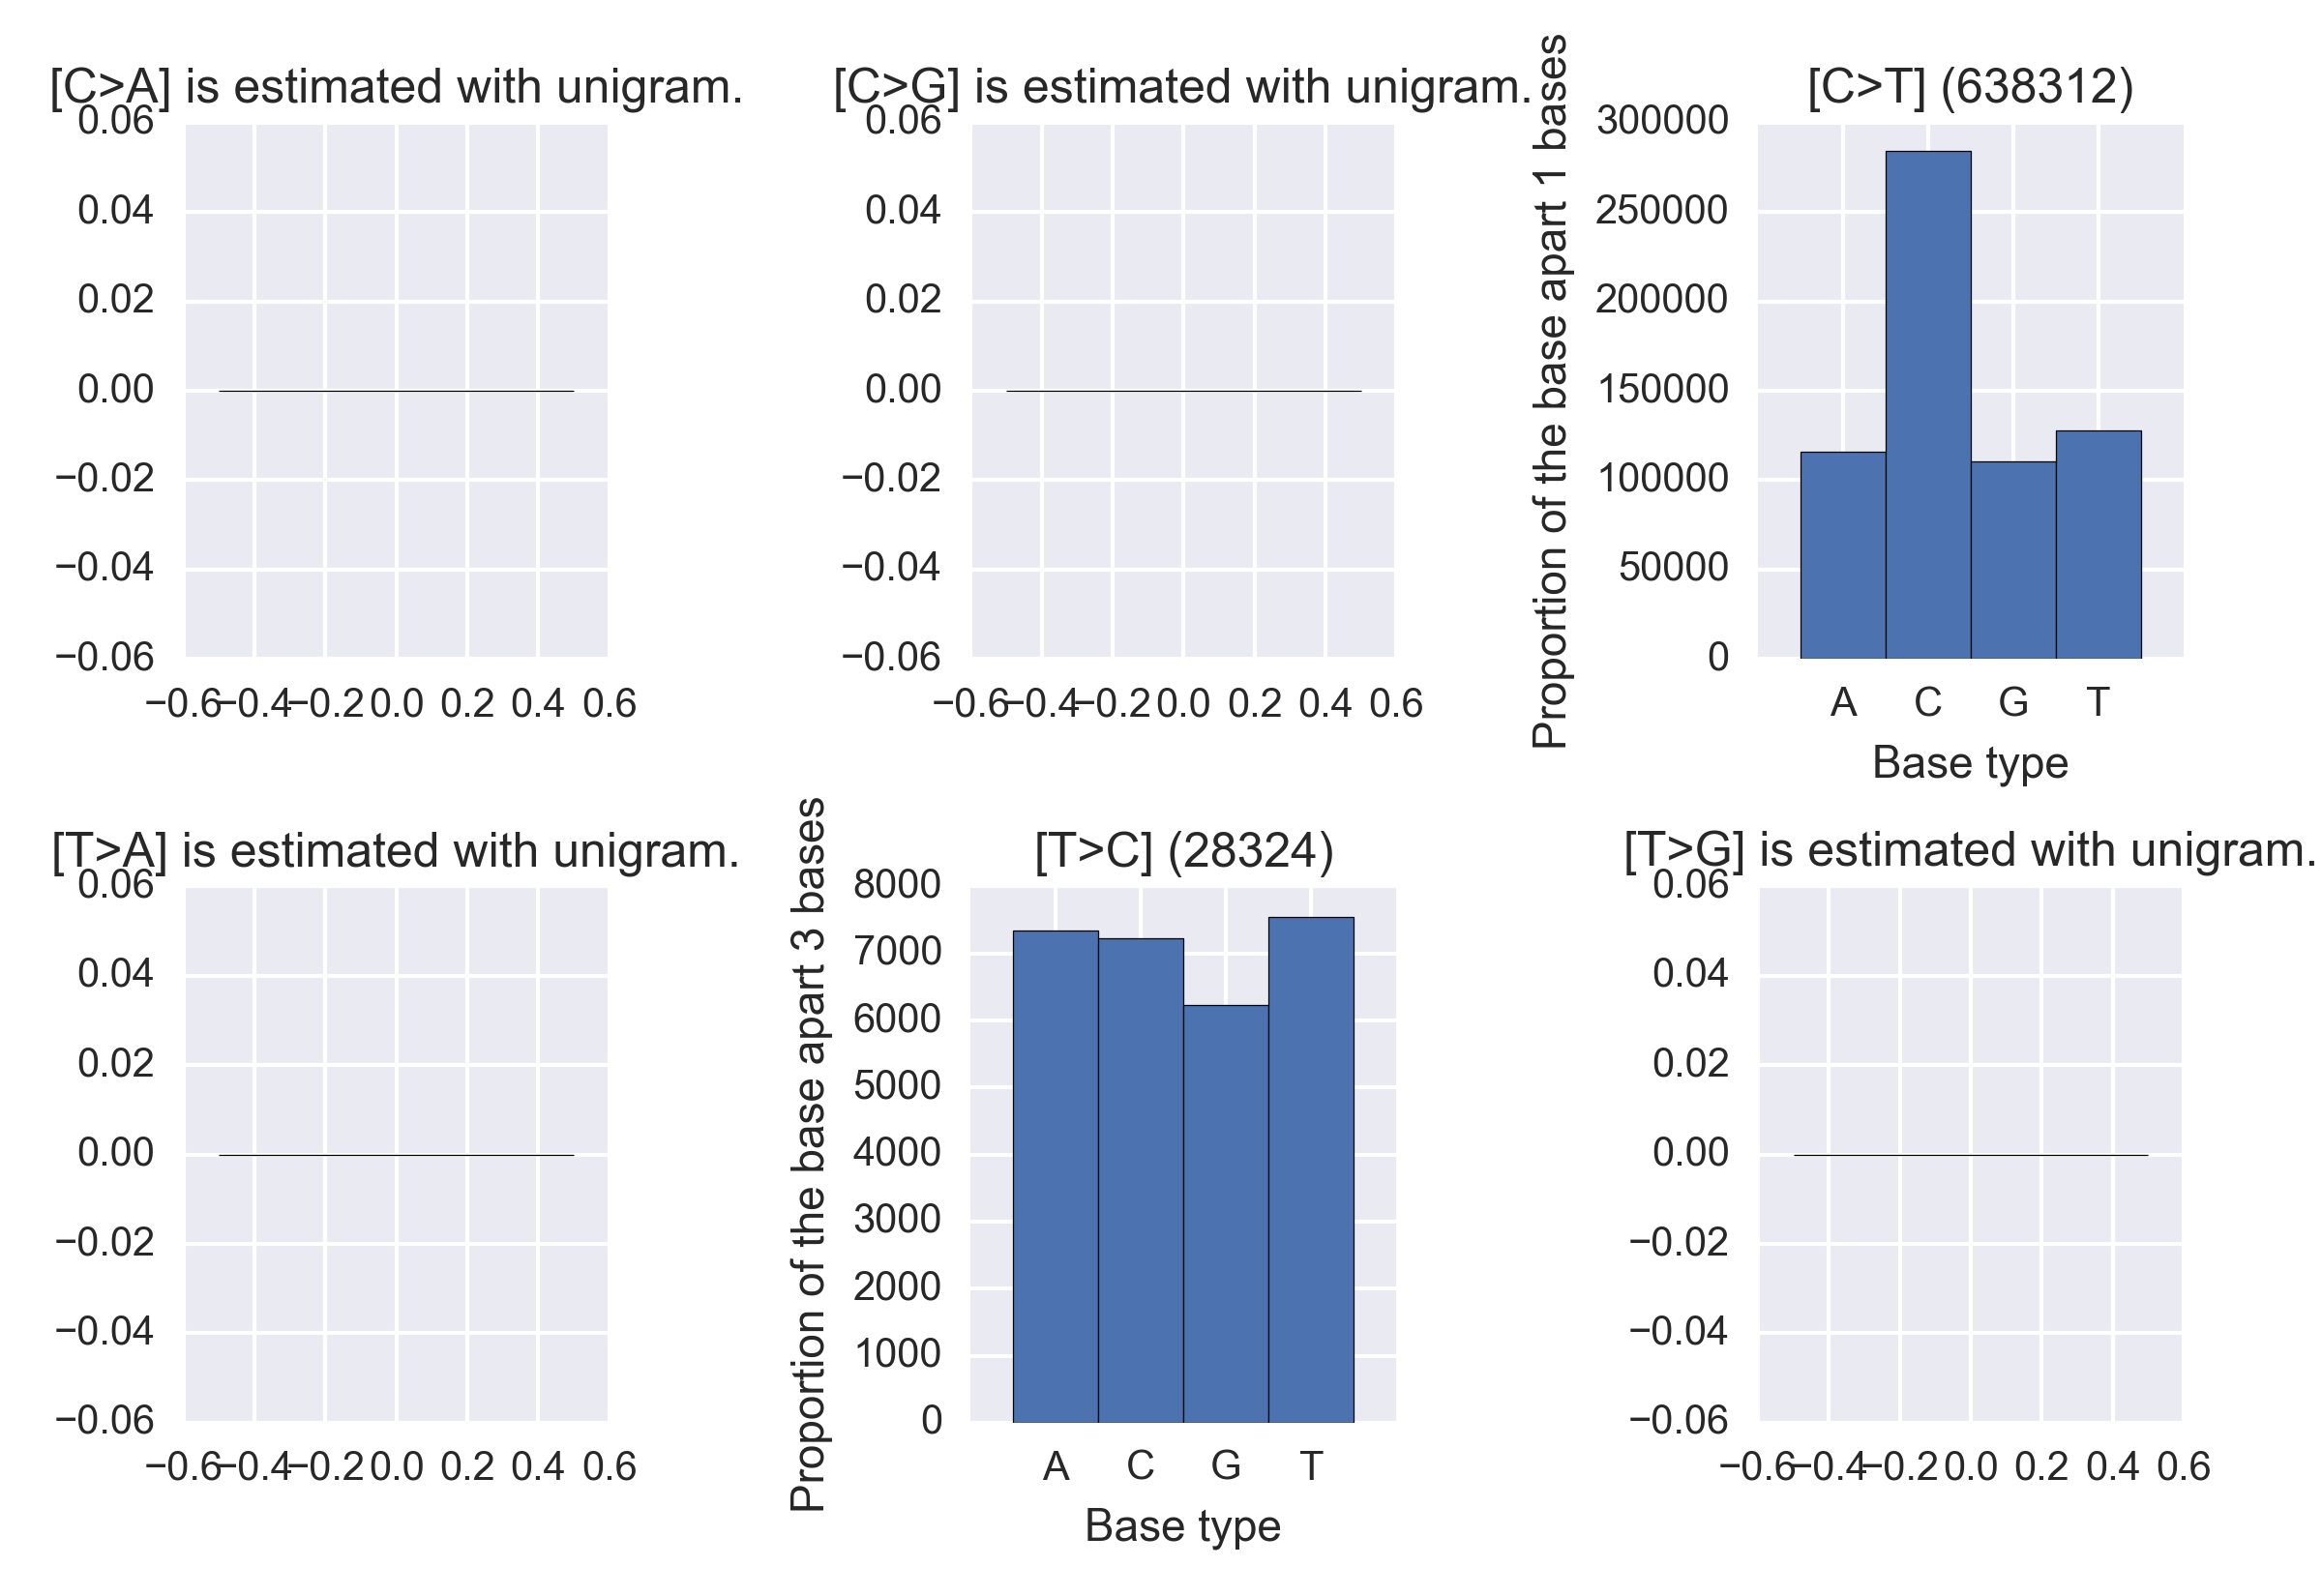 [C>A] is estimated with unigram.
0.06
0.04
0.02
0.00
−0.02
−0.04
−0.06
−0.6 −0.4 −0.2 0.0 0.2 0.4 0.6
[C>G] is estimated with unigram.
0.06
0.04
0.02
0.00
−0.02
−0.04
−0.06
−0.6 −0.4 −0.2 0.0 0.2 0.4 0.6
[C>T] (638312)
Proportion of the base apart 1 bases
300000
250000
200000
150000
100000
50000
0
A C G T
Base type
[T>A] is estimated with unigram.
0.06
0.04
0.02
0.00
−0.02
−0.04
−0.06
−0.6 −0.4 −0.2 0.0 0.2 0.4 0.6
[T>C] (28324)
Proportion of the base apart 3 bases
8000
7000
6000
5000
4000
3000
2000
1000
0
A C G T
Base type
[T>G] is estimated with unigram.
0.06
0.04
0.02
0.00
−0.02
−0.04
−0.06
−0.6 −0.4 −0.2 0.0 0.2 0.4 0.6